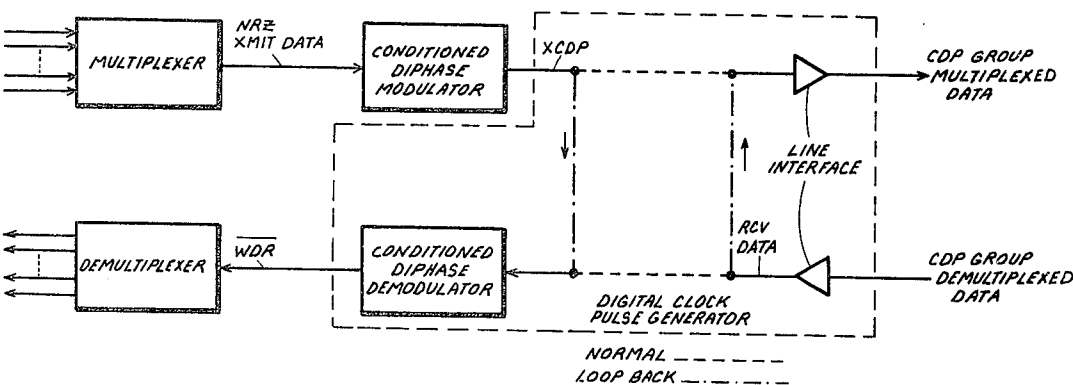 NRZ
XMIT DATA
MULTIPLEXER
CONDITIONED
DIPHASE
MODULATOR
XCDP
CDP GROUP
MULTIPLEXED
DATA
LINE
INTERFACE
DEMULTIPLEXER
WDR
CONDITIONED
DIPHASE
DEMODULATOR
RCV
DATA
CDP GROUP
DEMULTIPLEXED
DATA
DIGITAL CLOCK
PULSE GENERATOR
NORMAL
LOOP BACK